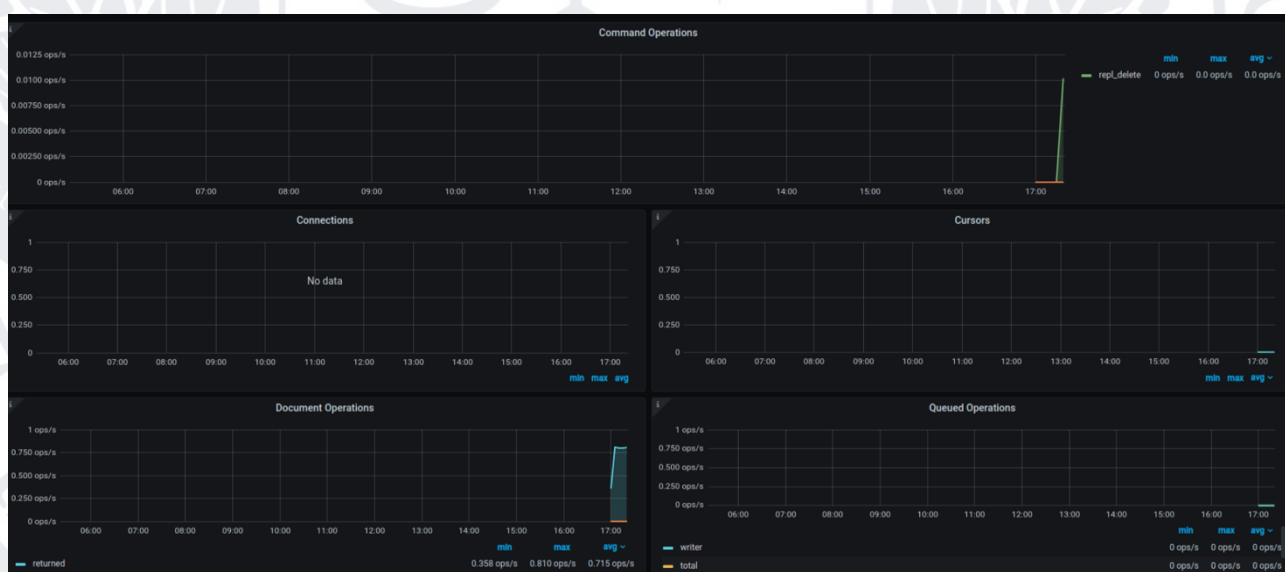 Command Operations
0.0125 ops/s
0.0100 ops/s
0.00750 ops/s
0.00500 ops/s
0.00250 ops/s
0 ops/s
06:00 07:00 08:00 09:00 10:00 11:00 12:00 13:00 14:00 15:00 16:00 17:00
min max avg
repl_delete 0 ops/s 0.0 ops/s 0.0 ops/s
Connections
1
0.750
No data
0.500
0.250
0
06:00 07:00 08:00 09:00 10:00 11:00 12:00 13:00 14:00 15:00 16:00 17:00
min max avg
Cursors
1
0.750
0.500
0.250
0
06:00 07:00 08:00 09:00 10:00 11:00 12:00 13:00 14:00 15:00 16:00 17:00
min max avg
Document Operations
1 ops/s
0.750 ops/s
0.500 ops/s
0.250 ops/s
0 ops/s
06:00 07:00 08:00 09:00 10:00 11:00 12:00 13:00 14:00 15:00 16:00 17:00
min max avg
returned 0.358 ops/s 0.810 ops/s 0.715 ops/s
Queued Operations
1 ops/s
0.750 ops/s
0.500 ops/s
0.250 ops/s
0 ops/s
06:00 07:00 08:00 09:00 10:00 11:00 12:00 13:00 14:00 15:00 16:00 17:00
min max avg
writer 0 ops/s 0 ops/s 0 ops/s
total 0 ops/s 0 ops/s 0 ops/s